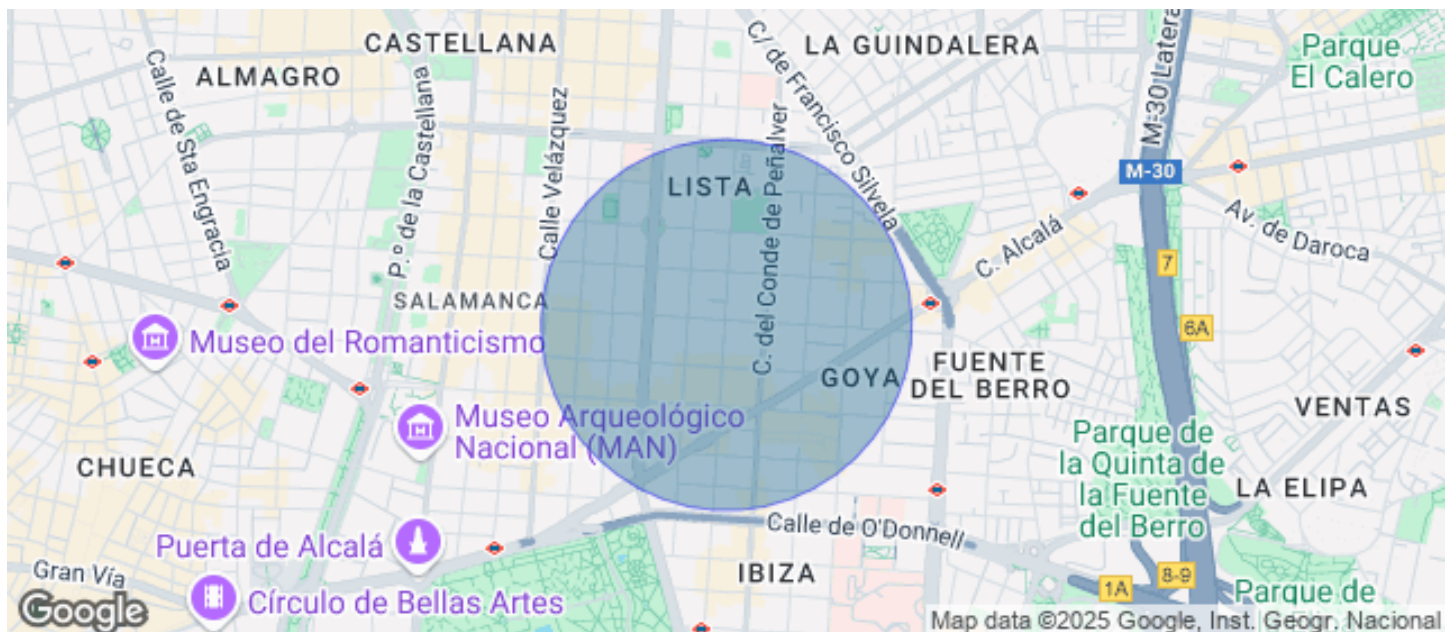 CASTELLANA
LA GUINDALERA
ALMAGRO
Parque
El Calero
Calle de Sta Engracia
P.º de la Castellana
Calle Velázquez
C/ de Francisco Silvela
C. del Conde de Peñalver
M-30 Latera
M-30
LISTA
Av. de Daroca
C. Alcalá
7
SALAMANCA
6A
Museo del Romanticismo
FUENTE
DEL BERRO
GOYA
VENTAS
Museo Arqueológico
Nacional (MAN)
CHUECA
Parque de
la Quinta de
la Fuente
del Berro
LA ELIPA
Calle de O'Donnell
Puerta de Alcalá
IBIZA
Gran Vía
Círculo de Bellas Artes
1A
8-9
Parque de
Google
Map data ©2025 Google, Inst. Geogr. Nacional